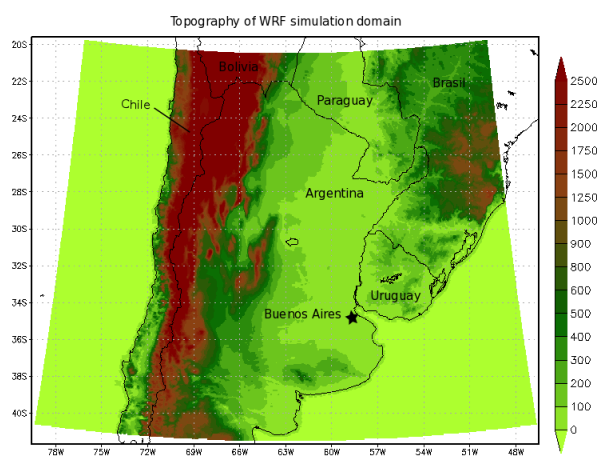 Topography of WRF simulation domain
20S
22S
24S
26S
28S
30S
32S
34S
36S
38S
40S
Bolivia
Brasil
Chile
Paraguay
Argentina
Uruguay
Buenos Aires
78W
75W
72W
69W
66W
63W
60W
57W
54W
51W
48W
2500
2250
2000
1750
1500
1250
1000
900
800
600
500
400
300
200
100
0